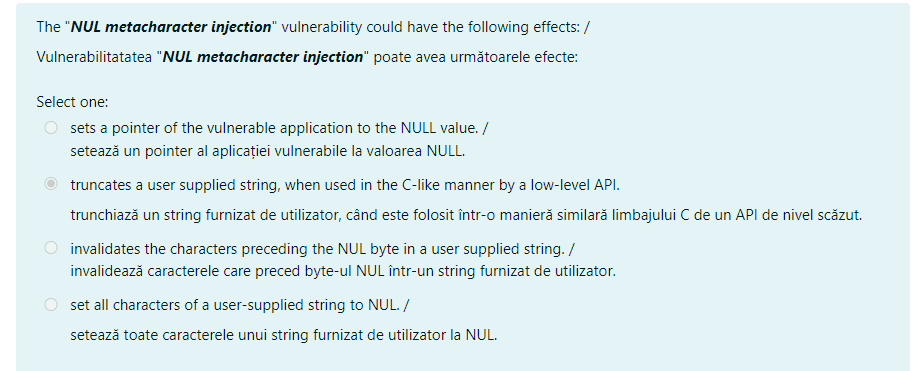 The "NUL metacharacter injection" vulnerability could have the following effects: /
Vulnerabilitatatea "NUL metacharacter injection" poate avea următoarele efecte:
Select one:
sets a pointer of the vulnerable application to the NULL value. /
setează un pointer al aplicației vulnerabile la valoarea NULL.
truncates a user supplied string, when used in the C-like manner by a low-level API.
trunchiază un string furnizat de utilizator, când este folosit într-o manieră similară limbajului C de un API de nivel scăzut.
invalidates the characters preceding the NUL byte in a user supplied string. /
invalidează caracterele care preced byte-ul NUL într-un string furnizat de utilizator.
set all characters of a user-supplied string to NUL. /
setează toate caracterele unui string furnizat de utilizator la NUL.